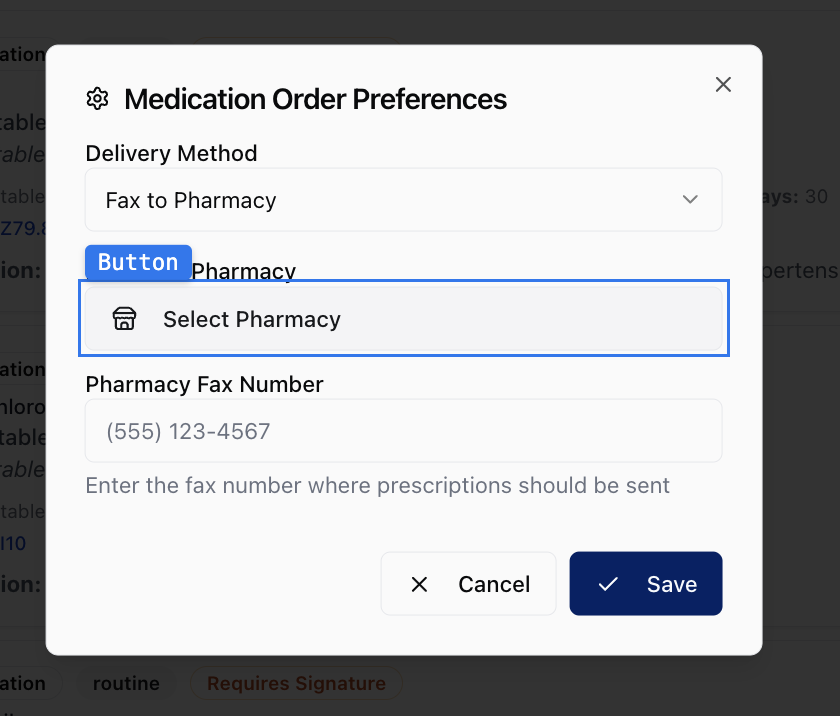 ation
Medication Order Preferences
table
Delivery Method
table
Fax to Pharmacy
table
ays: 30
Z79.8
Button
Pharmacy
ion:
pertens
Select Pharmacy
ation
Pharmacy Fax Number
hloro
(555) 123-4567
table
table
Enter the fax number where prescriptions should be sent
table
I10
ion:
Cancel
Save
ation
routine
Requires Signature